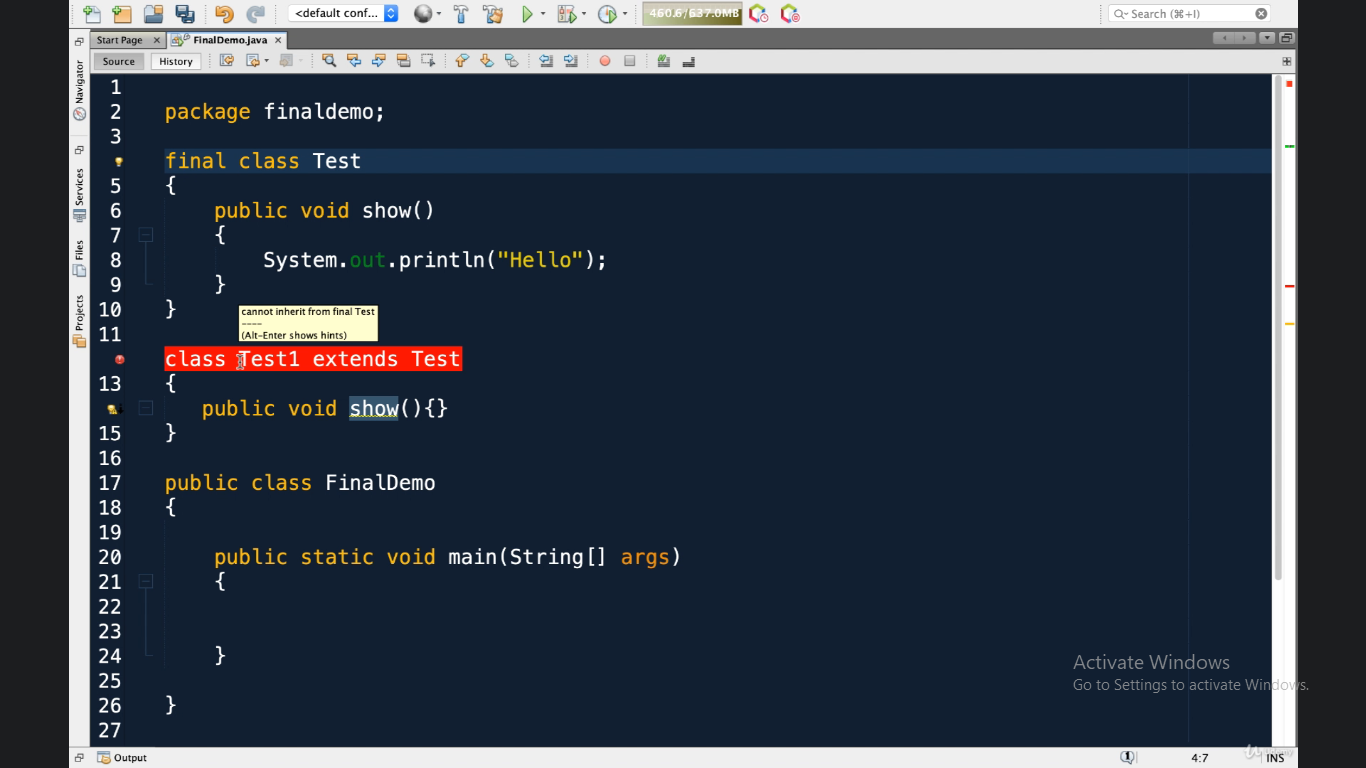 <default conf...
460.6/637.0MB
Search (⌘+I)
Start Page
FinalDemo.java
Source
History
Navigator
Services
Files
Projects
1
2 package finaldemo;
3
final class Test
5 {
6 public void show()
7 {
8 System.out.println("Hello");
9 }
10 }
cannot inherit from final Test
----
(Alt-Enter shows hints)
11
class Test1 extends Test
13 {
public void show(){}
15 }
16
17 public class FinalDemo
18 {
19
20 public static void main(String[] args)
21 {
22
23
24 }
25
26 }
27
Activate Windows
Go to Settings to activate Windows.
Output
4:7
INS